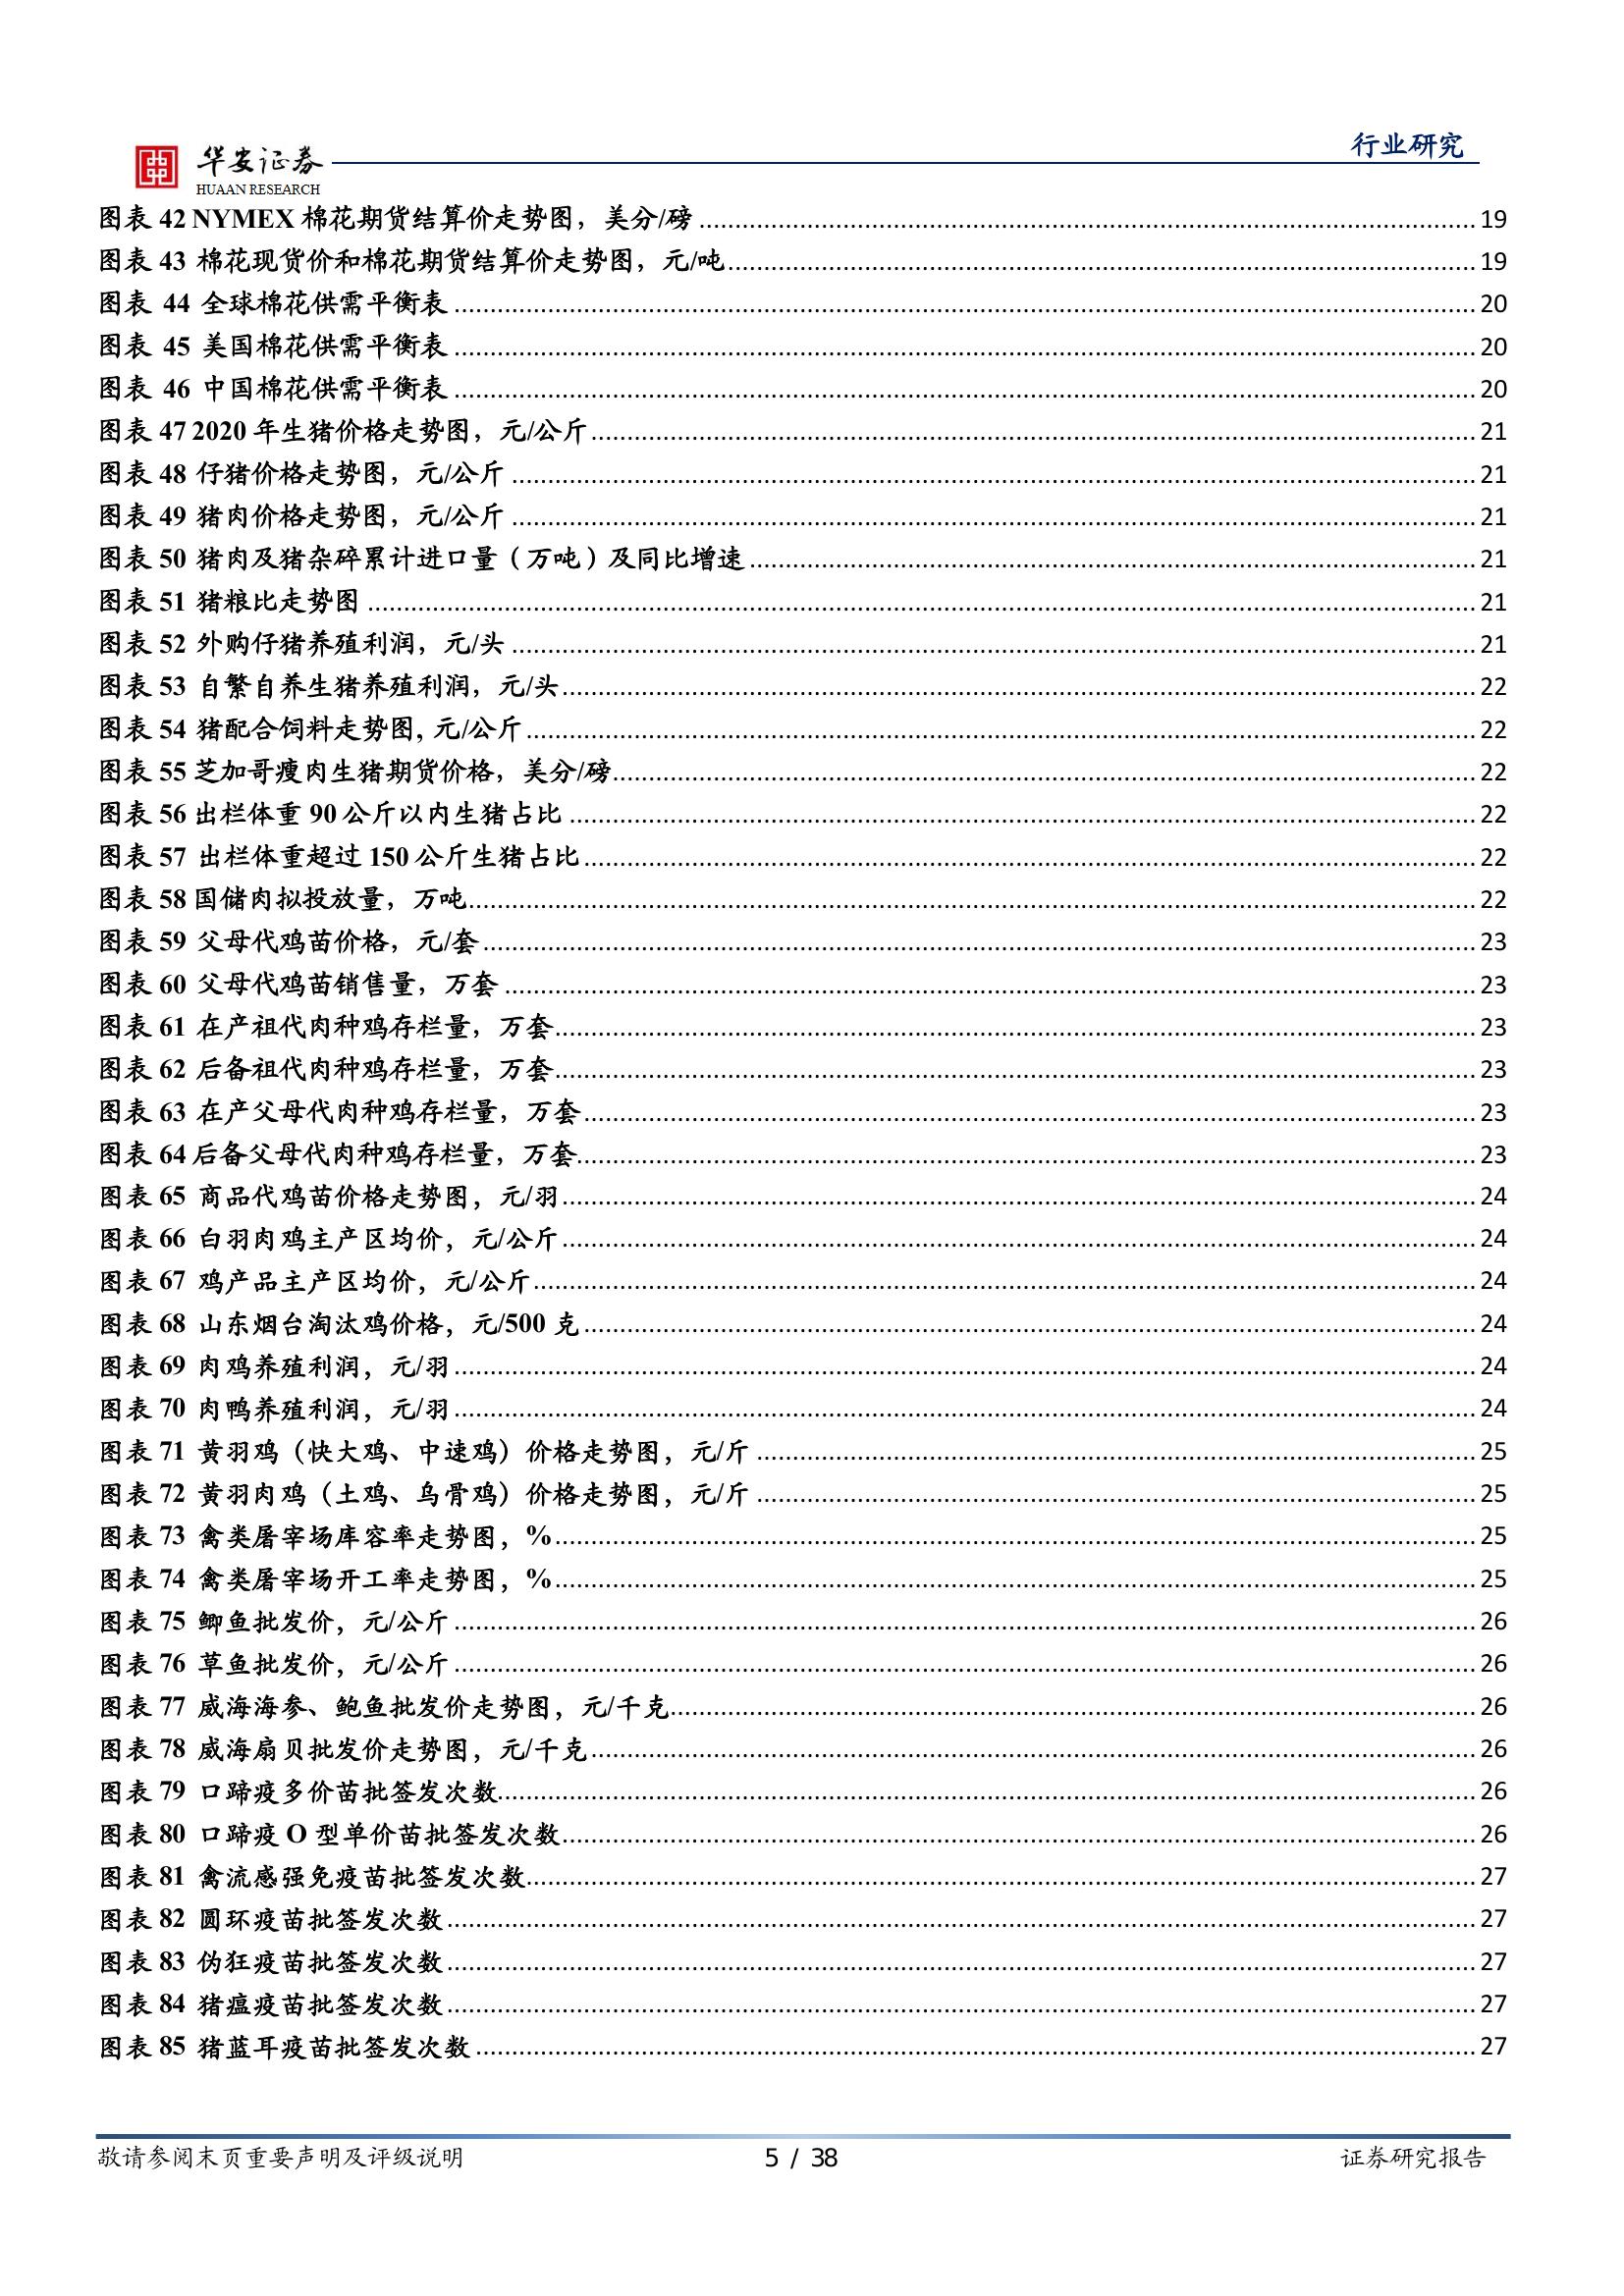 行业研究
华安证券
HUAAN RESEARCH
图表 42 NYMEX 棉花期货结算价走势图，美分/磅 19
图表 43 棉花现货价和棉花期货结算价走势图，元/吨 19
图表 44 全球棉花供需平衡表 20
图表 45 美国棉花供需平衡表 20
图表 46 中国棉花供需平衡表 20
图表 47 2020 年生猪价格走势图，元/公斤 21
图表 48 仔猪价格走势图，元/公斤 21
图表 49 猪肉价格走势图，元/公斤 21
图表 50 猪肉及猪杂碎累计进口量（万吨）及同比增速 21
图表 51 猪粮比走势图 21
图表 52 外购仔猪养殖利润，元/头 21
图表 53 自繁自养生猪养殖利润，元/头 22
图表 54 猪配合饲料走势图, 元/公斤 22
图表 55 芝加哥瘦肉生猪期货价格，美分/磅 22
图表 56 出栏体重 90 公斤以内生猪占比 22
图表 57 出栏体重超过 150 公斤生猪占比 22
图表 58 国储肉拟投放量，万吨 22
图表 59 父母代鸡苗价格，元/套 23
图表 60 父母代鸡苗销售量，万套 23
图表 61 在产祖代肉种鸡存栏量，万套 23
图表 62 后备祖代肉种鸡存栏量，万套 23
图表 63 在产父母代肉种鸡存栏量，万套 23
图表 64 后备父母代肉种鸡存栏量，万套 23
图表 65 商品代鸡苗价格走势图，元/羽 24
图表 66 白羽肉鸡主产区均价，元/公斤 24
图表 67 鸡产品主产区均价，元/公斤 24
图表 68 山东烟台淘汰鸡价格，元/500 克 24
图表 69 肉鸡养殖利润，元/羽 24
图表 70 肉鸭养殖利润，元/羽 24
图表 71 黄羽鸡（快大鸡、中速鸡）价格走势图，元/斤 25
图表 72 黄羽肉鸡（土鸡、乌骨鸡）价格走势图，元/斤 25
图表 73 禽类屠宰场库容率走势图，% 25
图表 74 禽类屠宰场开工率走势图，% 25
图表 75 鲫鱼批发价，元/公斤 26
图表 76 草鱼批发价，元/公斤 26
图表 77 威海海参、鲍鱼批发价走势图，元/千克 26
图表 78 威海扇贝批发价走势图，元/千克 26
图表 79 口蹄疫多价苗批签发次数 26
图表 80 口蹄疫 O 型单价苗批签发次数 26
图表 81 禽流感强免疫苗批签发次数 27
图表 82 圆环疫苗批签发次数 27
图表 83 伪狂疫苗批签发次数 27
图表 84 猪瘟疫苗批签发次数 27
图表 85 猪蓝耳疫苗批签发次数 27
敬请参阅末页重要声明及评级说明 5 / 38 证券研究报告